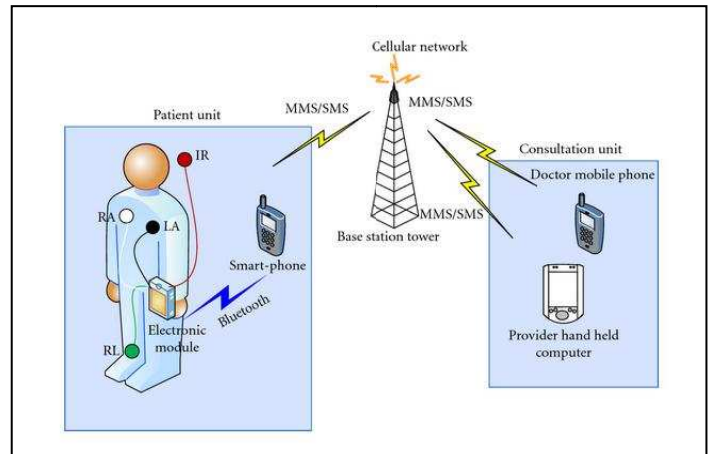 Cellular network
MMS/SMS
MMS/SMS
Patient unit
IR
RA
LA
Smart-phone
Bluetooth
Electronic
module
RL
MMS/SMS
Base station tower
Consultation unit
Doctor mobile phone
Provider hand held
computer